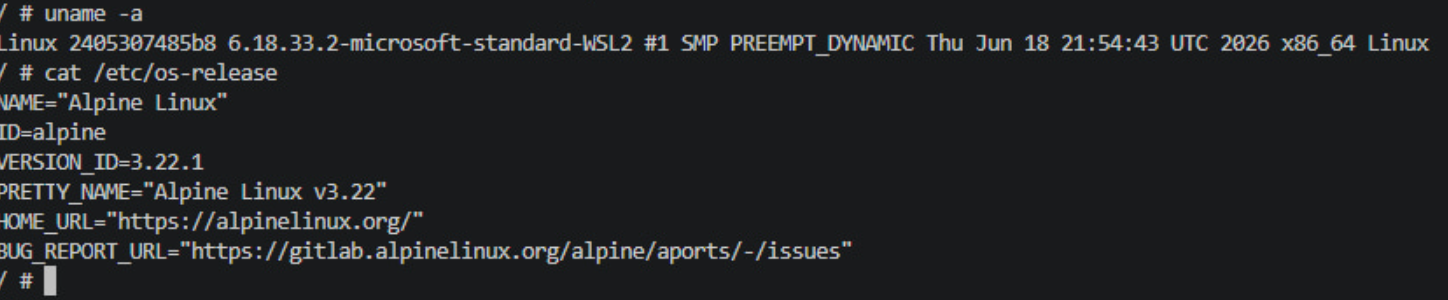 / # uname -a
Linux 2405307485b8 6.18.33.2-microsoft-standard-WSL2 #1 SMP PREEMPT_DYNAMIC Thu Jun 18 21:54:43 UTC 2026 x86_64 Linux
/ # cat /etc/os-release
NAME="Alpine Linux"
ID=alpine
VERSION_ID=3.22.1
PRETTY_NAME="Alpine Linux v3.22"
HOME_URL="https://alpinelinux.org/"
BUG_REPORT_URL="https://gitlab.alpinelinux.org/alpine/aports/-/issues"
/ #